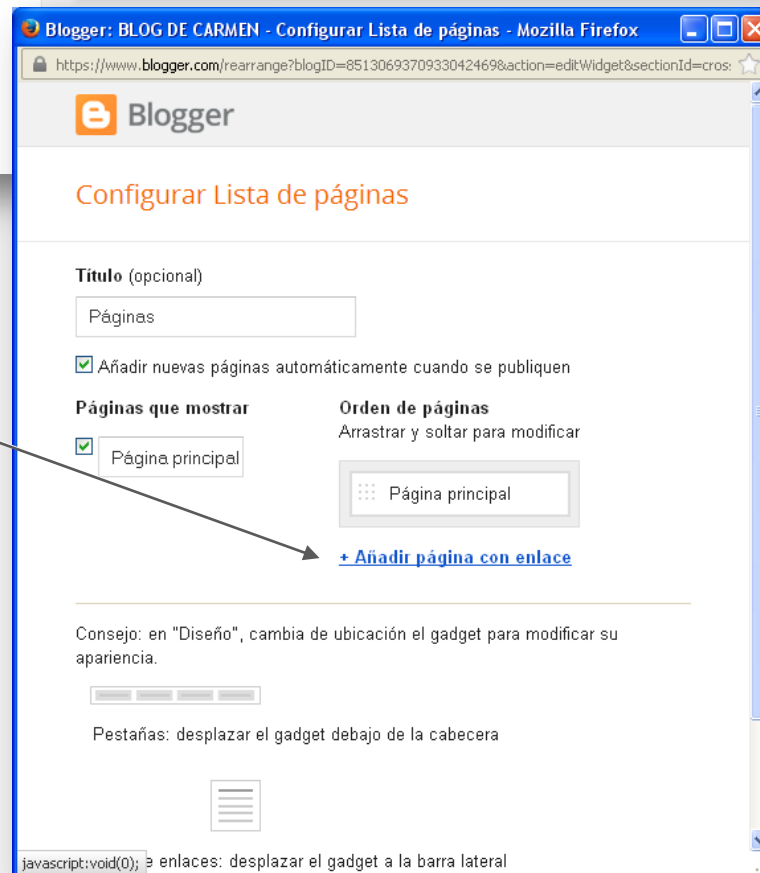 Blogger: BLOG DE CARMEN - Configurar Lista de páginas - Mozilla Firefox
https://www.blogger.com/rearrange?blogID=8513069370933042469&action=editWidget&sectionId=cros
Blogger
Configurar Lista de páginas
Título (opcional)
Páginas
Añadir nuevas páginas automáticamente cuando se publiquen
Páginas que mostrar
Orden de páginas
Arrastrar y soltar para modificar
Página principal
Página principal
+ Añadir página con enlace
Consejo: en "Diseño", cambia de ubicación el gadget para modificar su
apariencia.
Pestañas: desplazar el gadget debajo de la cabecera
javascript:void(0); e enlaces: desplazar el gadget a la barra lateral